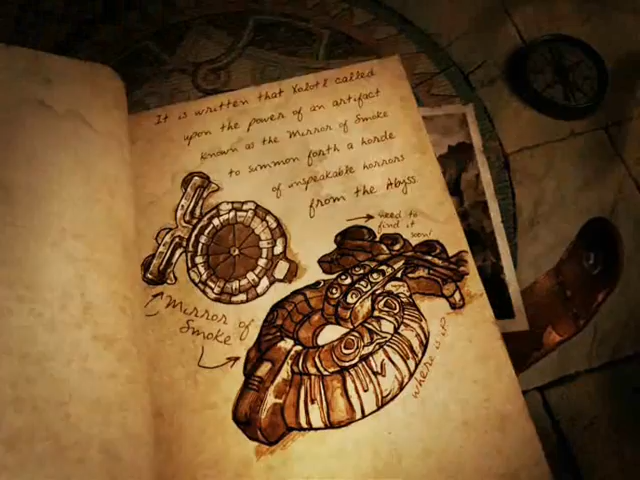 It is written that Xolotl called
upon the power of an artifact
known as the Mirror of Smoke
to summon forth a horde
of unspeakable horrors
from the Abyss
need to
find it
soon!
Mirror of
Smoke
where is it?